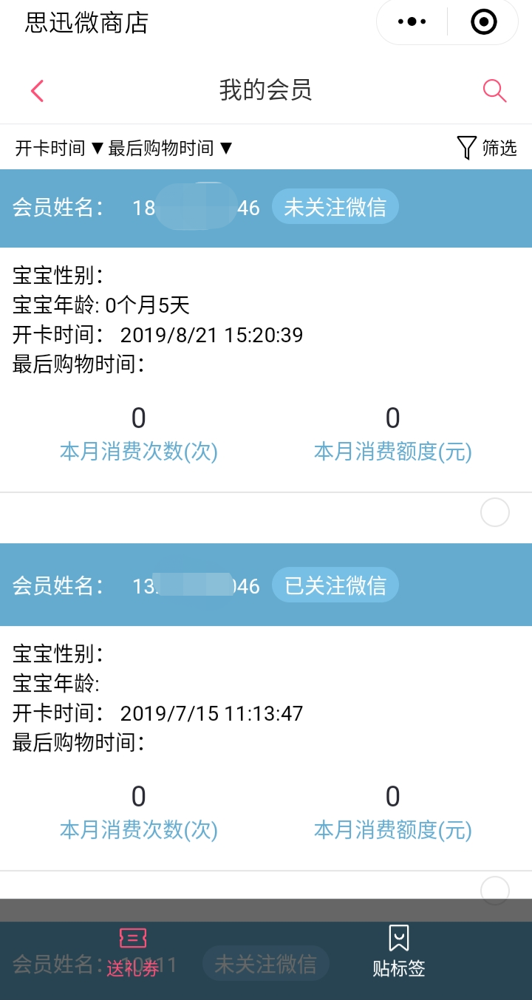 思迅微商店
我的会员
开卡时间 ▼ 最后购物时间 ▼ 筛选
会员姓名： 18 46 未关注微信
宝宝性别：
宝宝年龄: 0个月5天
开卡时间： 2019/8/21 15:20:39
最后购物时间：
0 0
本月消费次数(次) 本月消费额度(元)
会员姓名： 13 46 已关注微信
宝宝性别：
宝宝年龄:
开卡时间： 2019/7/15 11:13:47
最后购物时间：
0 0
本月消费次数(次) 本月消费额度(元)
会员姓名： 10111 未关注微信
送礼券 贴标签